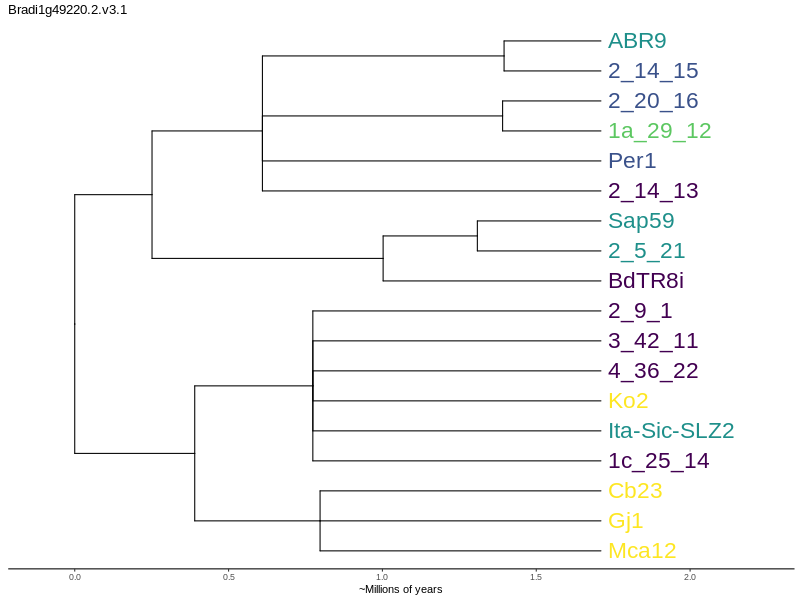 Bradi1g49220.2.v3.1
ABR9
2_14_15
2_20_16
1a_29_12
Per1
2_14_13
Sap59
2_5_21
BdTR8i
2_9_1
3_42_11
4_36_22
Ko2
Ita-Sic-SLZ2
1c_25_14
Cb23
Gj1
Mca12
0.0 0.5 1.0 1.5 2.0
~Millions of years